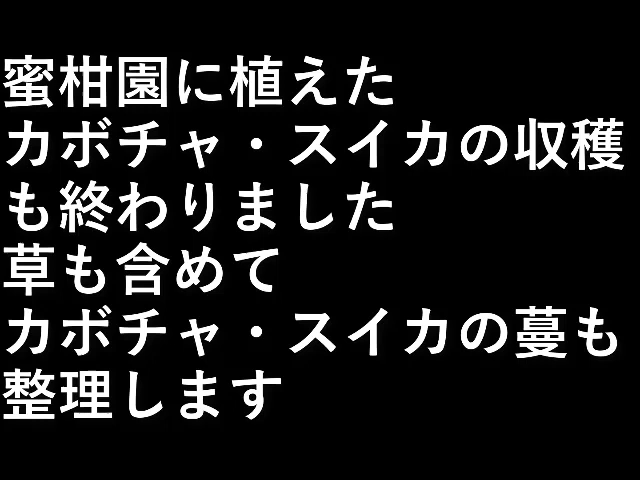 蜜柑園に植えた
カボチャ・スイカの収穫
も終わりました
草も含めて
カボチャ・スイカの蔓も
整理します